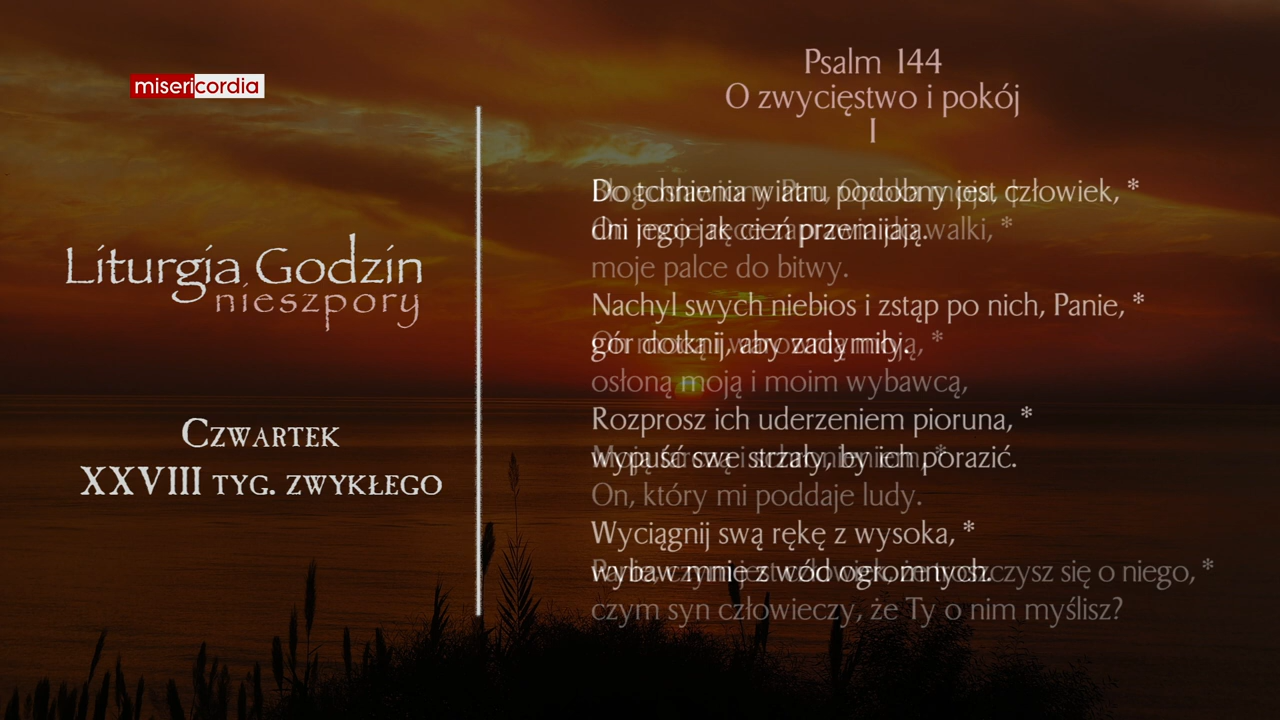 misericordia
Liturgia Godzin
nieszpory
Czwartek
XXVIII tyg. zwykłego
Psalm 144
O zwycięstwo i pokój
I
Do tchnienia wiatru podobny jest człowiek, *
dni jego jak cień przemijają.
walki, *
moje palce do bitwy.
Nachyl swych niebios i zstąp po nich, Panie, *
gór dotknij, aby zadymiły.
osłoną moją i moim wybawcą,
Rozprosz ich uderzeniem pioruna, *
wypuść swe strzały, by ich porazić.
On, który mi poddaje ludy.
Wyciągnij swą rękę z wysoka, *
wybaw mnie z wód ogromnych.
się o niego, *
czym syn człowieczy, że Ty o nim myślisz?